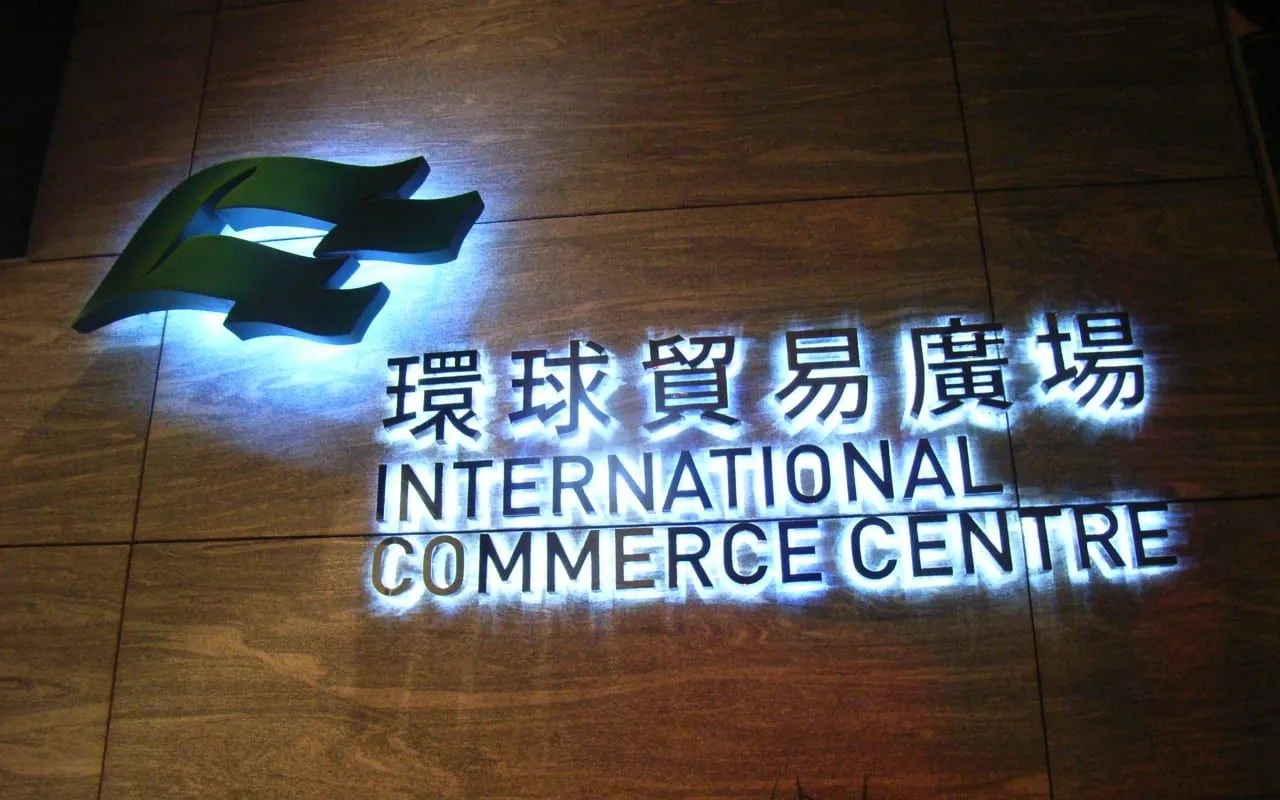 環球貿易廣場
INTERNATIONAL
COMMERCE CENTRE